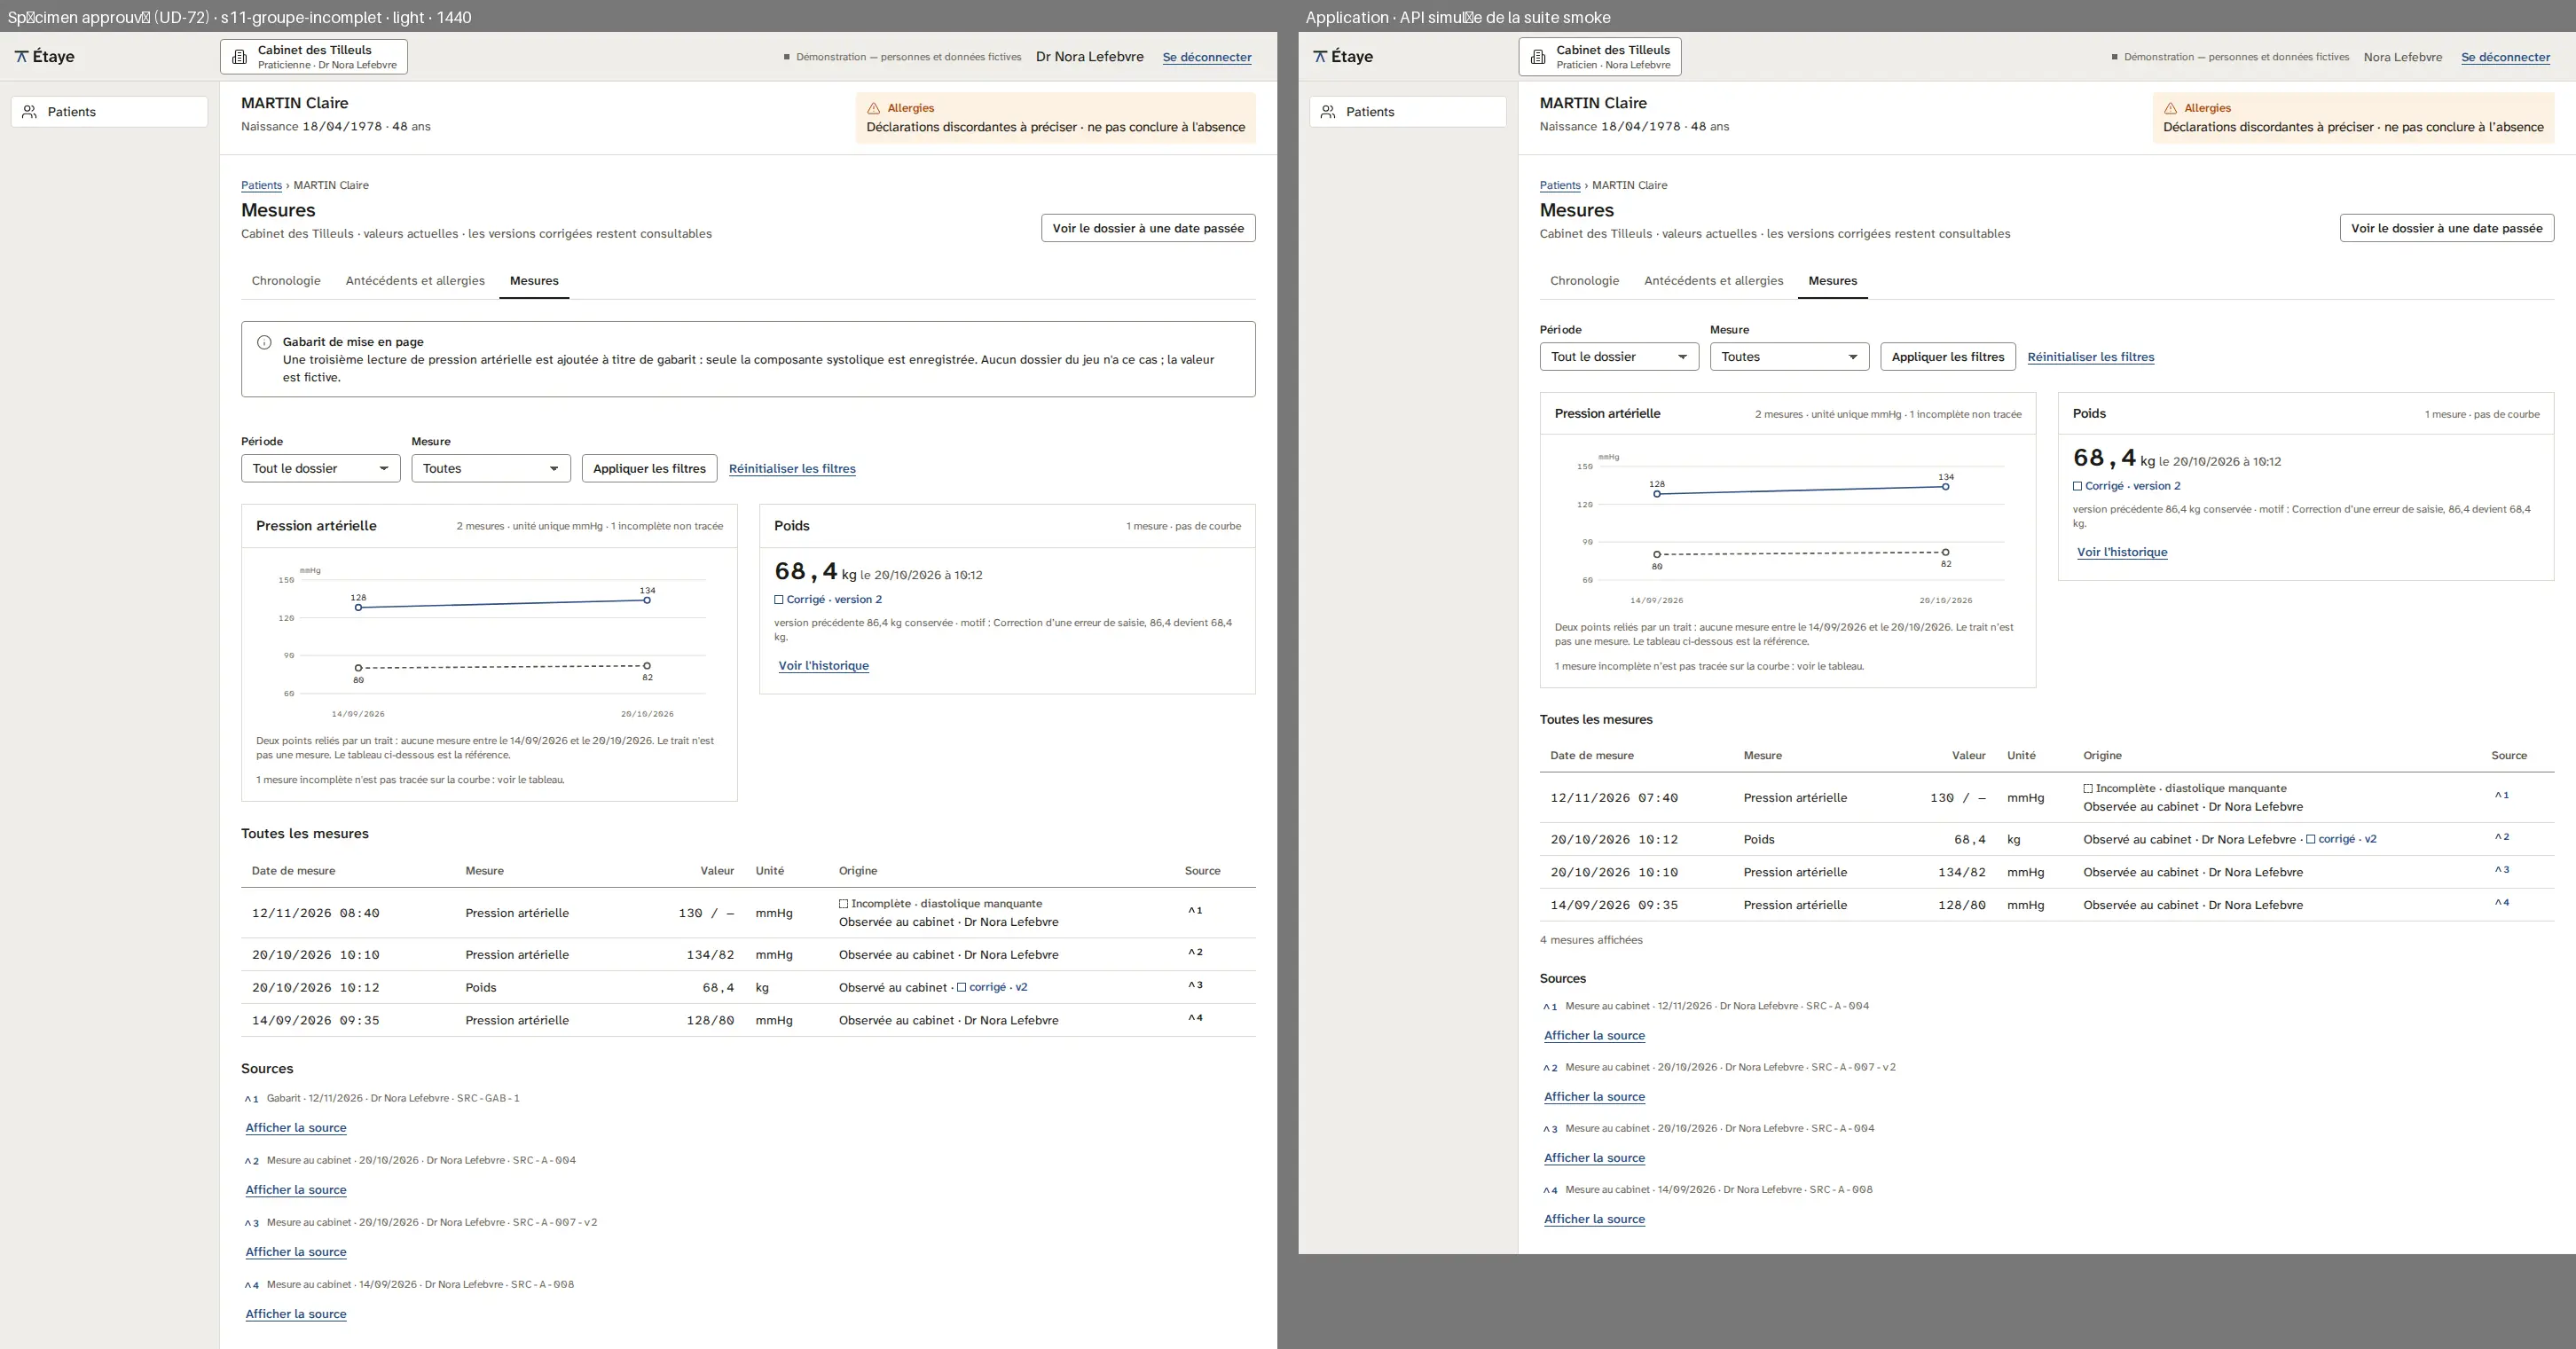 Sp�cimen approuv� (UD-72) · s11-groupe-incomplet · light · 1440
Étaye
Cabinet des Tilleuls
Praticienne · Dr Nora Lefebvre
Démonstration — personnes et données fictives
Dr Nora Lefebvre
Se déconnecter
Patients
MARTIN Claire
Naissance 18/04/1978 · 48 ans
Allergies
Déclarations discordantes à préciser · ne pas conclure à l'absence
Patients › MARTIN Claire
Mesures
Cabinet des Tilleuls · valeurs actuelles · les versions corrigées restent consultables
Voir le dossier à une date passée
Chronologie
Antécédents et allergies
Mesures
Gabarit de mise en page
Une troisième lecture de pression artérielle est ajoutée à titre de gabarit : seule la composante systolique est enregistrée. Aucun dossier du jeu n'a ce cas ; la valeur
est fictive.
Période
Mesure
Tout le dossier
Toutes
Appliquer les filtres
Réinitialiser les filtres
Pression artérielle
2 mesures · unité unique mmHg · 1 incomplète non tracée
mmHg
150
120
90
60
128
134
80
82
14/09/2026
20/10/2026
Deux points reliés par un trait : aucune mesure entre le 14/09/2026 et le 20/10/2026. Le trait n'est
pas une mesure. Le tableau ci-dessous est la référence.
1 mesure incomplète n'est pas tracée sur la courbe : voir le tableau.
Poids
1 mesure · pas de courbe
68,4 kg le 20/10/2026 à 10:12
Corrigé · version 2
version précédente 86,4 kg conservée · motif : Correction d'une erreur de saisie, 86,4 devient 68,4
kg.
Voir l'historique
Toutes les mesures
Date de mesure Mesure Valeur Unité Origine Source
12/11/2026 08:40 Pression artérielle 130 / — mmHg Incomplète · diastolique manquante
Observée au cabinet · Dr Nora Lefebvre ^1
20/10/2026 10:10 Pression artérielle 134/82 mmHg Observée au cabinet · Dr Nora Lefebvre ^2
20/10/2026 10:12 Poids 68,4 kg Observé au cabinet · corrigé · v2 ^3
14/09/2026 09:35 Pression artérielle 128/80 mmHg Observée au cabinet · Dr Nora Lefebvre ^4
Sources
^1 Gabarit · 12/11/2026 · Dr Nora Lefebvre · SRC-GAB-1
Afficher la source
^2 Mesure au cabinet · 20/10/2026 · Dr Nora Lefebvre · SRC-A-004
Afficher la source
^3 Mesure au cabinet · 20/10/2026 · Dr Nora Lefebvre · SRC-A-007-v2
Afficher la source
^4 Mesure au cabinet · 14/09/2026 · Dr Nora Lefebvre · SRC-A-008
Afficher la source
Application · API simul�e de la suite smoke
Étaye
Cabinet des Tilleuls
Praticien · Nora Lefebvre
Démonstration — personnes et données fictives
Nora Lefebvre
Se déconnecter
Patients
MARTIN Claire
Naissance 18/04/1978 · 48 ans
Allergies
Déclarations discordantes à préciser · ne pas conclure à l'absence
Patients › MARTIN Claire
Mesures
Cabinet des Tilleuls · valeurs actuelles · les versions corrigées restent consultables
Voir le dossier à une date passée
Chronologie
Antécédents et allergies
Mesures
Période
Mesure
Tout le dossier
Toutes
Appliquer les filtres
Réinitialiser les filtres
Pression artérielle
2 mesures · unité unique mmHg · 1 incomplète non tracée
mmHg
150
120
90
60
128
134
80
82
14/09/2026
20/10/2026
Deux points reliés par un trait : aucune mesure entre le 14/09/2026 et le 20/10/2026. Le trait n'est
pas une mesure. Le tableau ci-dessous est la référence.
1 mesure incomplète n'est pas tracée sur la courbe : voir le tableau.
Poids
1 mesure · pas de courbe
68,4 kg le 20/10/2026 à 10:12
Corrigé · version 2
version précédente 86,4 kg conservée · motif : Correction d'une erreur de saisie, 86,4 devient 68,4
kg.
Voir l'historique
Toutes les mesures
Date de mesure Mesure Valeur Unité Origine Source
12/11/2026 07:40 Pression artérielle 130 / — mmHg Incomplète · diastolique manquante
Observée au cabinet · Dr Nora Lefebvre ^1
20/10/2026 10:12 Poids 68,4 kg Observé au cabinet · Dr Nora Lefebvre · corrigé · v2 ^2
20/10/2026 10:10 Pression artérielle 134/82 mmHg Observée au cabinet · Dr Nora Lefebvre ^3
14/09/2026 09:35 Pression artérielle 128/80 mmHg Observée au cabinet · Dr Nora Lefebvre ^4
4 mesures affichées
Sources
^1 Mesure au cabinet · 12/11/2026 · Dr Nora Lefebvre · SRC-A-004
Afficher la source
^2 Mesure au cabinet · 20/10/2026 · Dr Nora Lefebvre · SRC-A-007-v2
Afficher la source
^3 Mesure au cabinet · 20/10/2026 · Dr Nora Lefebvre · SRC-A-004
Afficher la source
^4 Mesure au cabinet · 14/09/2026 · Dr Nora Lefebvre · SRC-A-008
Afficher la source